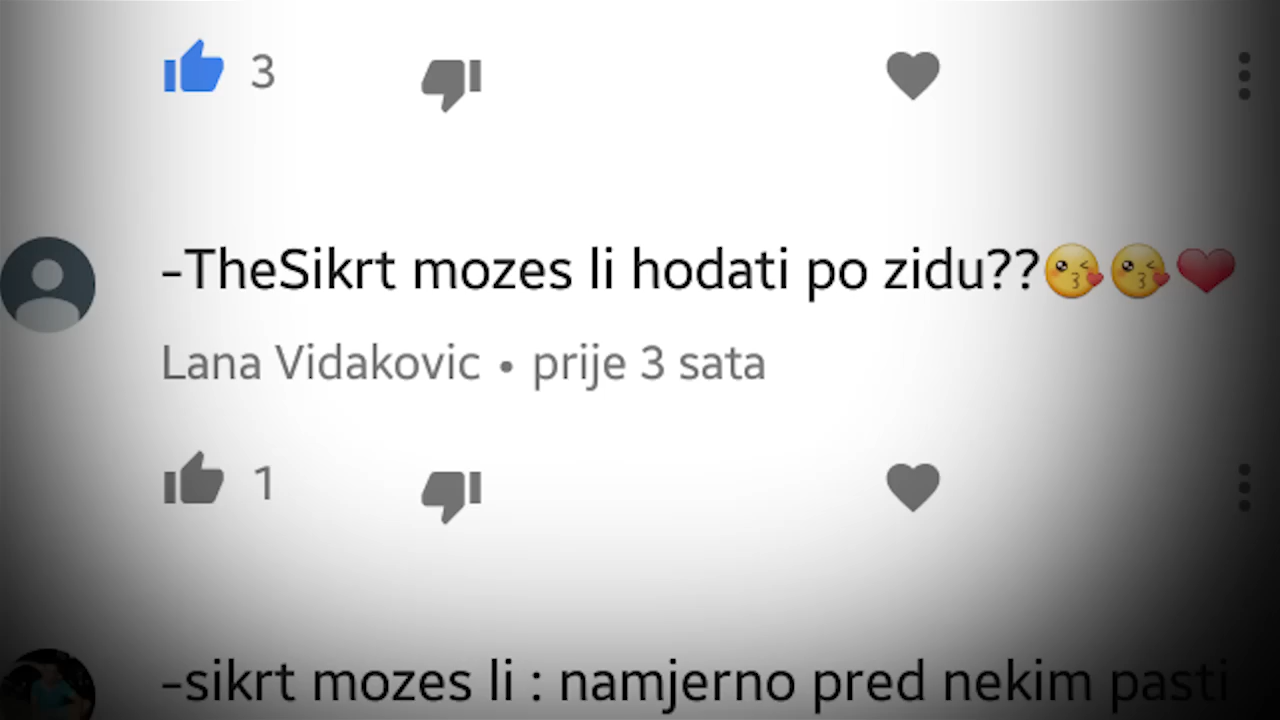 3
-TheSikrt mozes li hodati po zidu??😘😘❤
Lana Vidakovic • prije 3 sata
1
-sikrt mozes li : namjerno pred nekim pasti